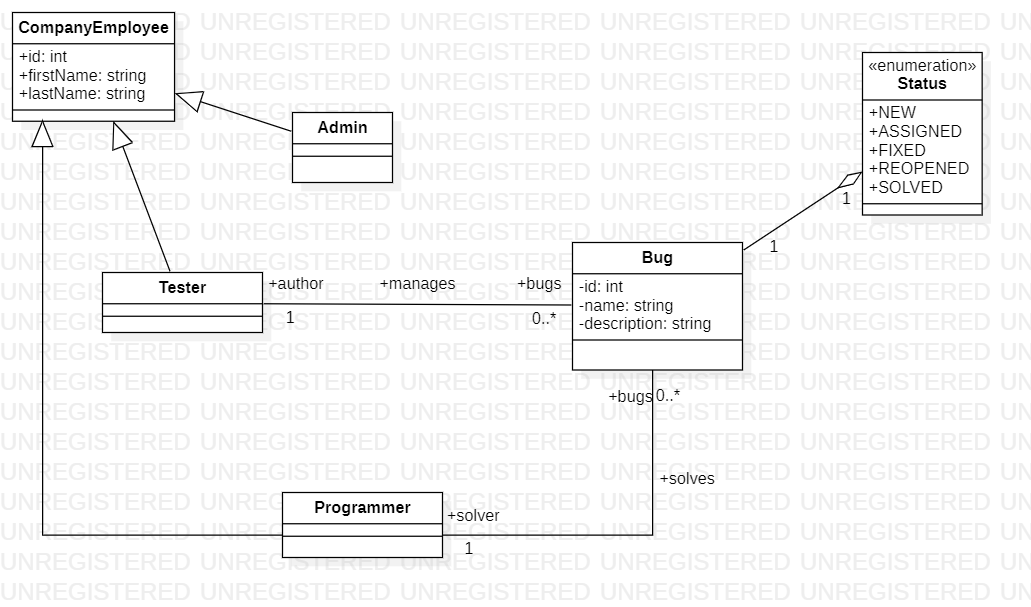 CompanyEmployee
+id: int
+firstName: string
+lastName: string
Admin
«enumeration»
Status
+NEW
+ASSIGNED
+FIXED
+REOPENED
+SOLVED
1
1
Tester
+author
+manages
+bugs
1
0..*
Bug
-id: int
-name: string
-description: string
+bugs
0..*
+solves
Programmer
+solver
1
UNREGISTERED